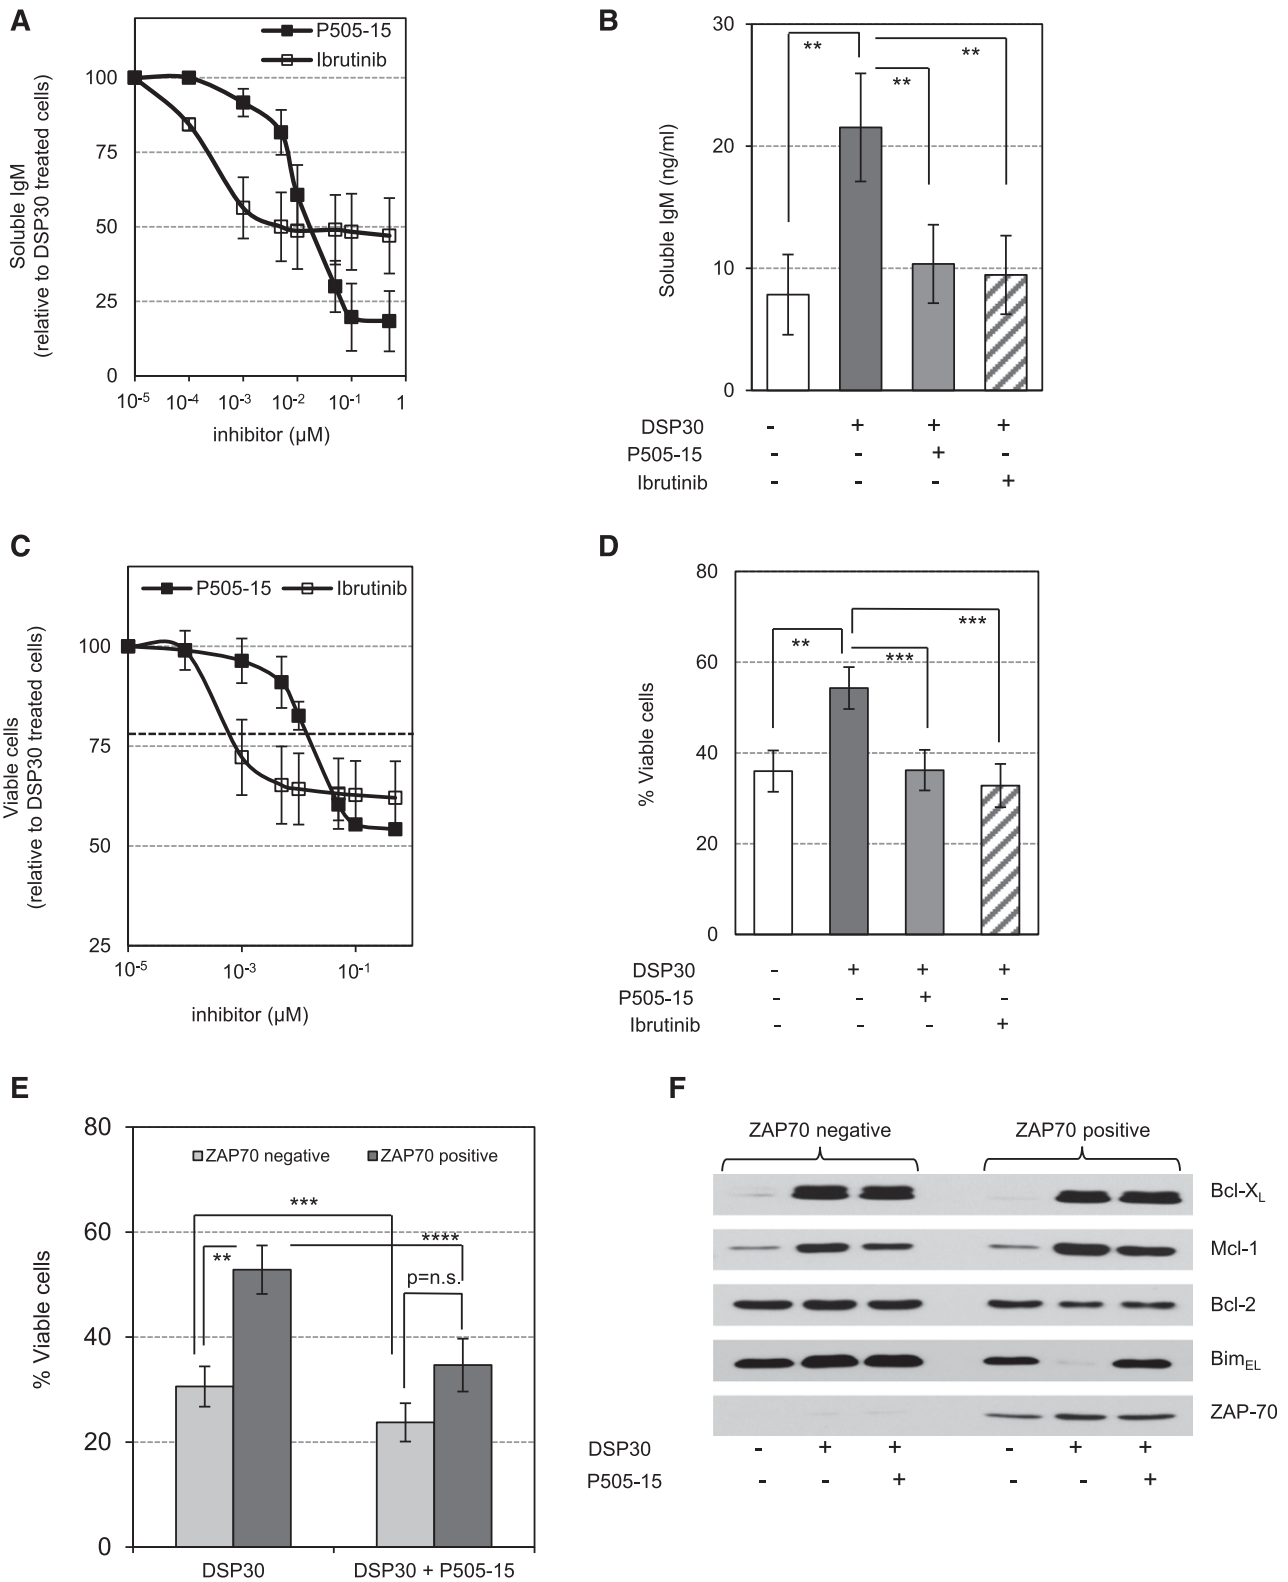 A
P505-15
Ibrutinib
Soluble IgM
(relative to DSP30 treated cells)
100
75
50
25
0
10-5 10-4 10-3 10-2 10-1 1
inhibitor (µM)
B
30
20
10
0
Soluble IgM (ng/ml)
** ** **
DSP30 - + + +
P505-15 - - + -
Ibrutinib - - - +
C
P505-15 Ibrutinib
Viable cells
(relative to DSP30 treated cells)
100
75
50
25
10-5 10-3 10-1
inhibitor (µM)
D
80
60
40
20
0
% Viable cells
** *** ***
DSP30 - + + +
P505-15 - - + -
Ibrutinib - - - +
E
80
60
40
20
0
% Viable cells
ZAP70 negative ZAP70 positive
***
** ****
p=n.s.
DSP30 DSP30 + P505-15
F
ZAP70 negative ZAP70 positive
Bcl-XL
Mcl-1
Bcl-2
BimEL
ZAP-70
DSP30 - + + - + +
P505-15 - - + - - +